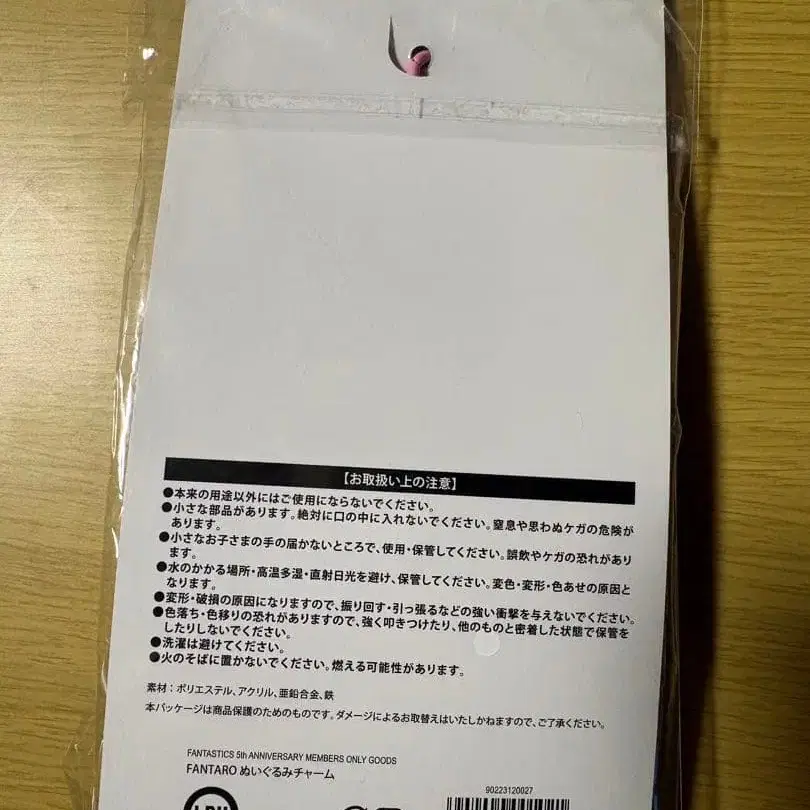 【お取扱い上の注意】
●本来の用途以外にはご使用にならないでください。
●小さな部品があります。絶対に口の中に入れないでください。窒息や思わぬケガの危険が
あります。
●小さなお子さまの手の届かないところで、使用・保管してください。誤飲やケガの恐れがあり
ます。
●水のかかる場所・高温多湿・直射日光を避け、保管してください。変色・変形・色あせの原因と
なります。
●変形・破損の原因になりますので、振り回す・引っ張るなどの強い衝撃を与えないでください。
●色落ち・色移りの恐れがありますので、強く叩きつけたり、他のものと密着した状態で保管を
したりしないでください。
●洗濯は避けてください。
●火のそばに置かないでください。燃える可能性があります。
素材：ポリエステル、アクリル、亜鉛合金、鉄
本パッケージは商品保護のためのものです。ダメージによるお取替えはいたしかねますので、ご了承ください。
FANTASTICS 5th ANNIVERSARY MEMBERS ONLY GOODS
FANTARO ぬいぐるみチャーム
90223120027